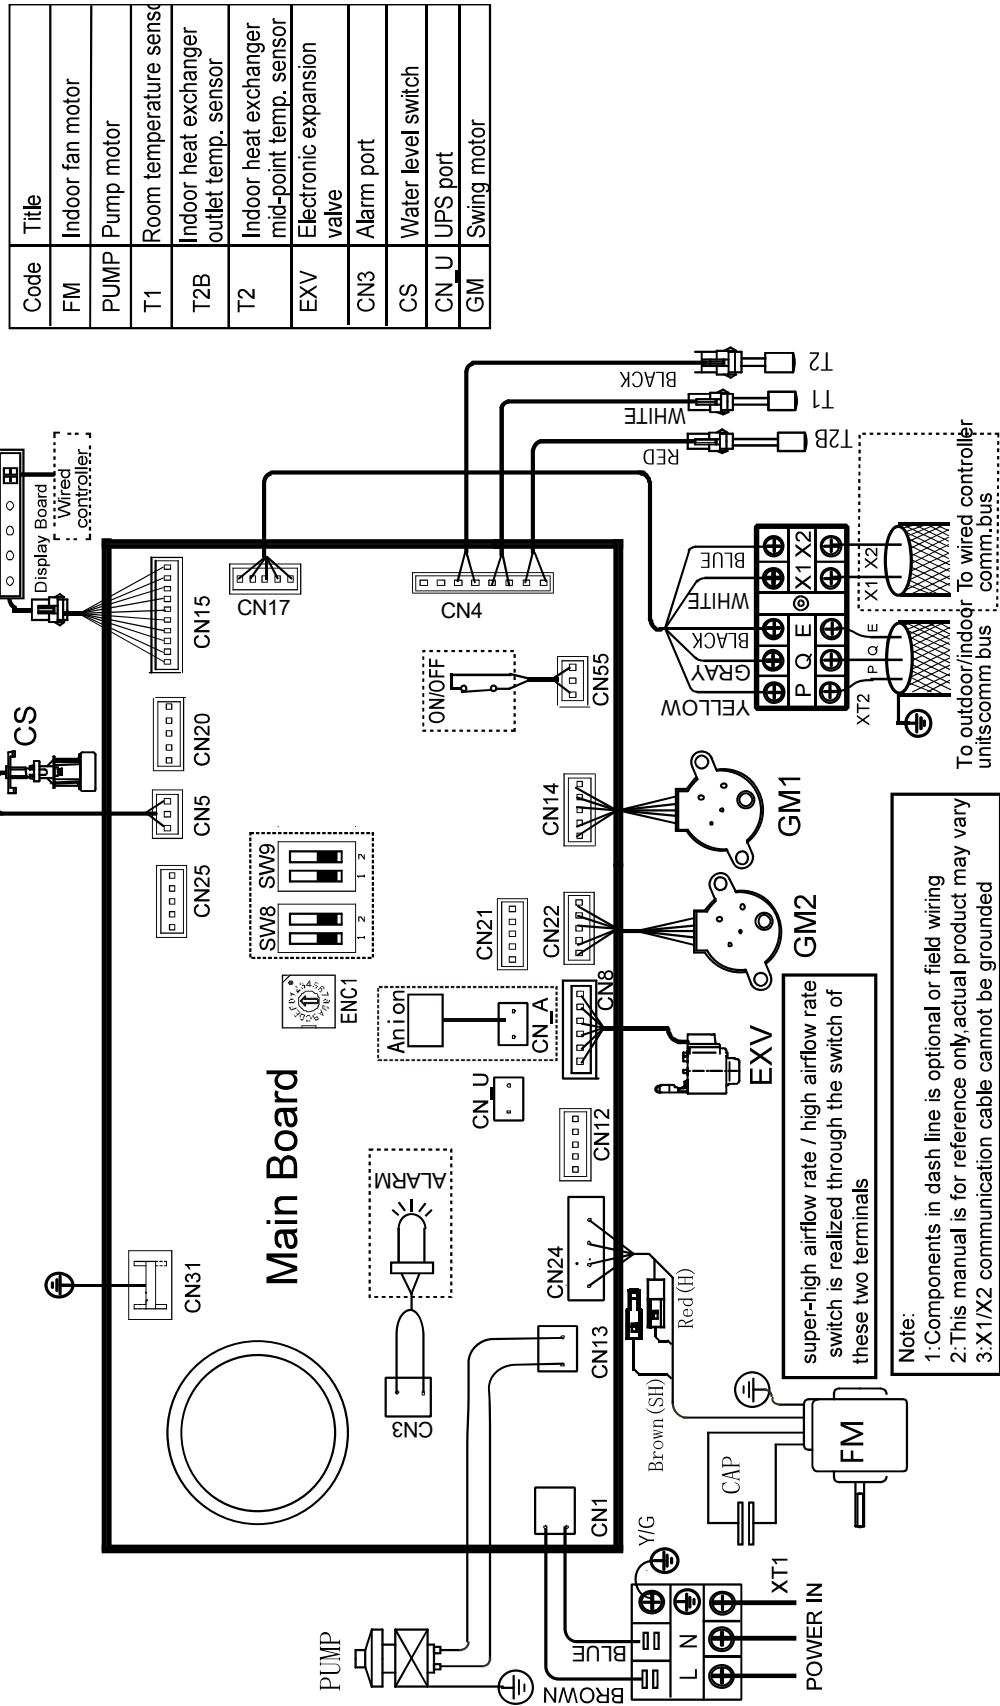 Code Title
FM Indoor fan motor
PUMP Pump motor
T1 Room temperature senso
T2B Indoor heat exchanger
outlet temp. sensor
T2 Indoor heat exchanger
mid-point temp. sensor
EXV Electronic expansion
valve
CN3 Alarm port
CS Water level switch
CN_U UPS port
GM Swing motor
Display Board
Wired
controller
CS
CN15
CN20
CN5
CN25
CN31
CN17
CN4
SW9
1 2
SW8
1 2
ENC1
ON/OFF
CN55
CN14
CN21
CN22
CN8
Anion
CN_A
CN_U
CN12
Main Board
ALARM
CN3
CN24
CN13
CN1
BLACK
T2
WHITE
T1
RED
T2B
BLUE
WHITE
BLACK
GRAY
YELLOW
P Q E X1 X2
P Q E
X1 X2
XT2
To wired controller
comm.bus
To outdoor/indoor
unitscomm bus
GM1
GM2
EXV
Red(H)
Brown(SH)
CAP
FM
PUMP
BROWN
BLUE
Y/G
L N
XT1
POWER IN
super-high airflow rate / high airflow rate
switch is realized through the switch of
these two terminals
Note:
1:Components in dash line is optional or field wiring
2:This manual is for reference only,actual product may vary
3:X1/X2 communication cable cannot be grounded